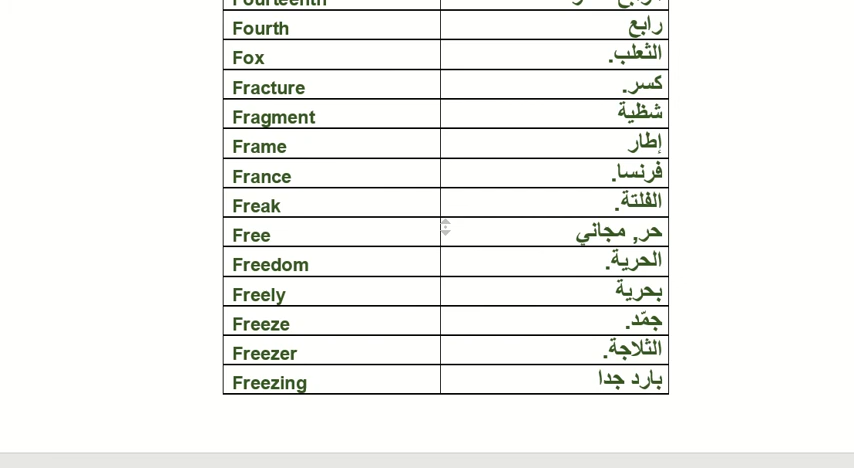 Fourteenth
Fourth رابع
Fox الثعلب.
Fracture كسر.
Fragment شظية
Frame إطار
France فرنسا.
Freak الفلتة.
Free حر, مجاني
Freedom الحرية.
Freely بحرية
Freeze جمّد.
Freezer الثلاجة.
Freezing بارد جدا